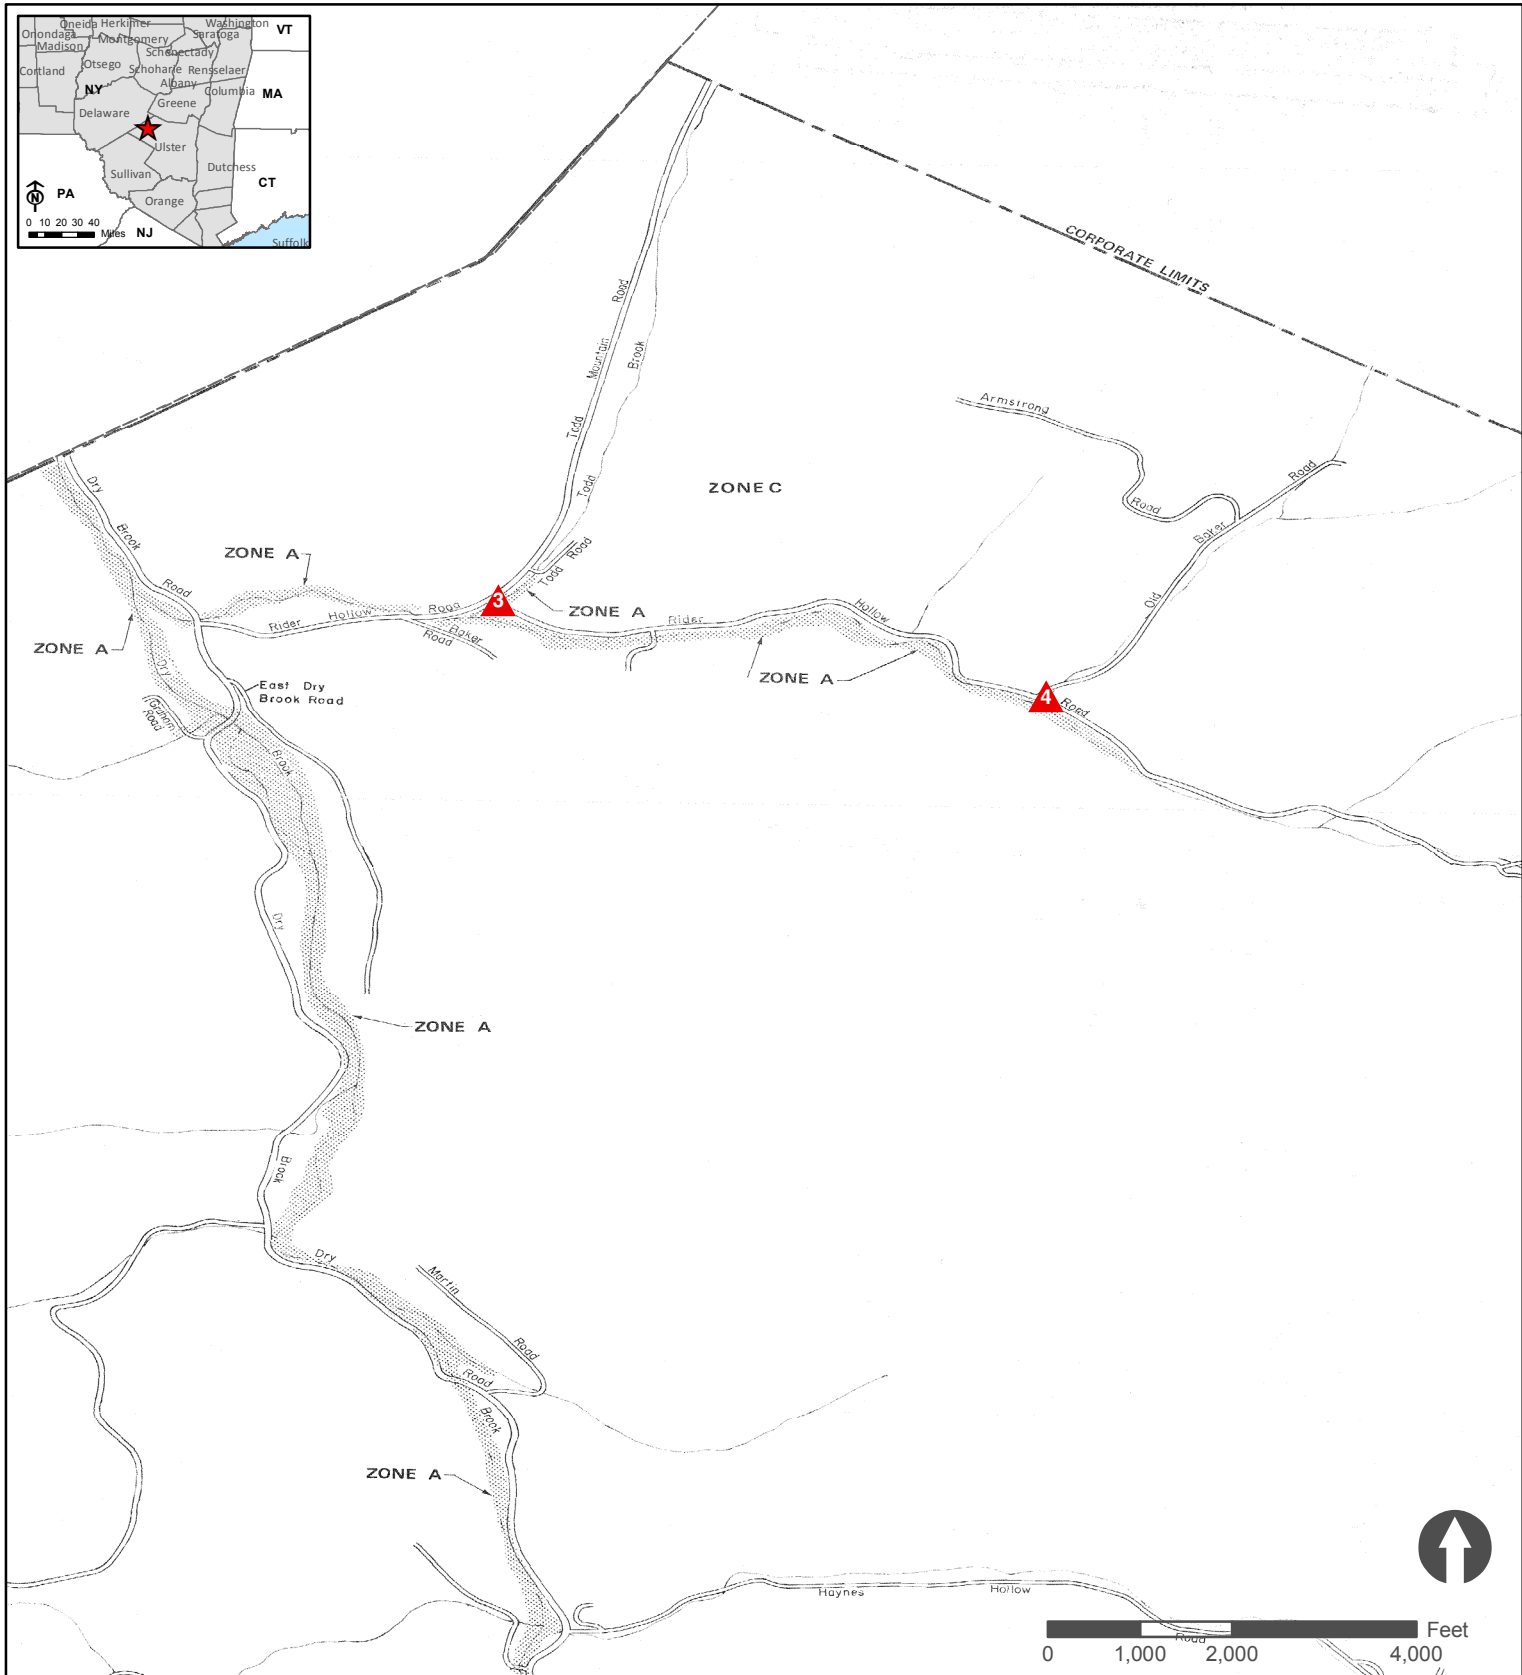 Oneida Herkimer Washington VT
Onondaga Montgomery Saratoga
Madison Schenectady
Cortland Otsego Schoharie Rensselaer
Albany
NY Columbia MA
Delaware Greene
Ulster
Sullivan Dutchess
PA CT
Orange
N
0 10 20 30 40 Miles NJ
Suffolk
CORPORATE LIMITS
Todd Mountain Road
Todd Brook
Armstrong Road
Old Baker Road
ZONE C
Dry Brook Road
ZONE A
Todd Road
3
ZONE A
Rider Hollow Road
Baker Road
Rider Hollow Road
ZONE A
ZONE A
4
Dry Brook
East Dry
Brook Road
Graham
Road
Dry Brook
ZONE A
Dry
Martin Road
Road
Brook
ZONE A
Haynes Hollow Road
Feet
0 1,000 2,000 4,000